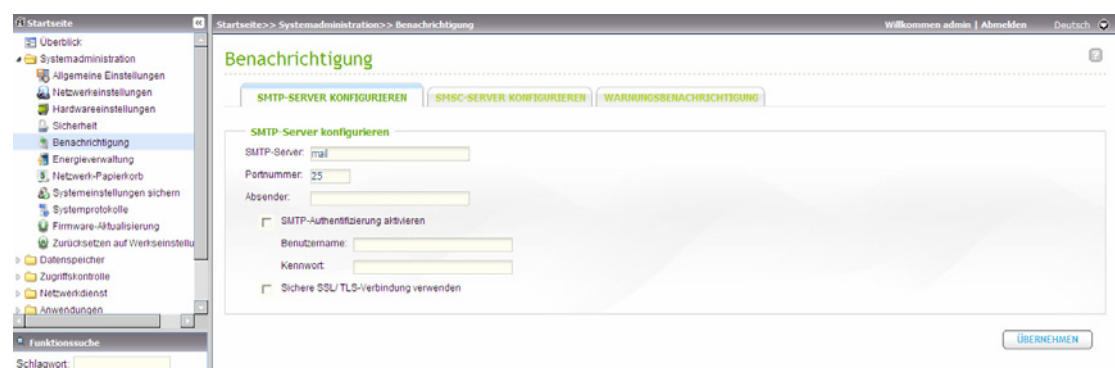 Startseite
Startseite>> Systemadministration>> Benachrichtigung
Willkommen admin | Abmelden
Deutsch
Überblick
Systemadministration
Allgemeine Einstellungen
Netzwerkeinstellungen
Hardwareeinstellungen
Sicherheit
Benachrichtigung
Energieverwaltung
Netzwerk-Papierkorb
Systemeinstellungen sichern
Systemprotokolle
Firmware-Aktualisierung
Zurücksetzen auf Werkseinstellu
Datenspeicher
Zugriffskontrolle
Netzwerkdienst
Anwendungen
Funktionssuche
Schlagwort:
Benachrichtigung
SMTP-SERVER KONFIGURIEREN
SMSC-SERVER KONFIGURIEREN
WARNUNGSBENACHRICHTIGUNG
SMTP-Server konfigurieren
SMTP-Server: mail
Portnummer: 25
Absender:
SMTP-Authentifizierung aktivieren
Benutzername:
Kennwort:
Sichere SSL/ TLS-Verbindung verwenden
ÜBERNEHMEN